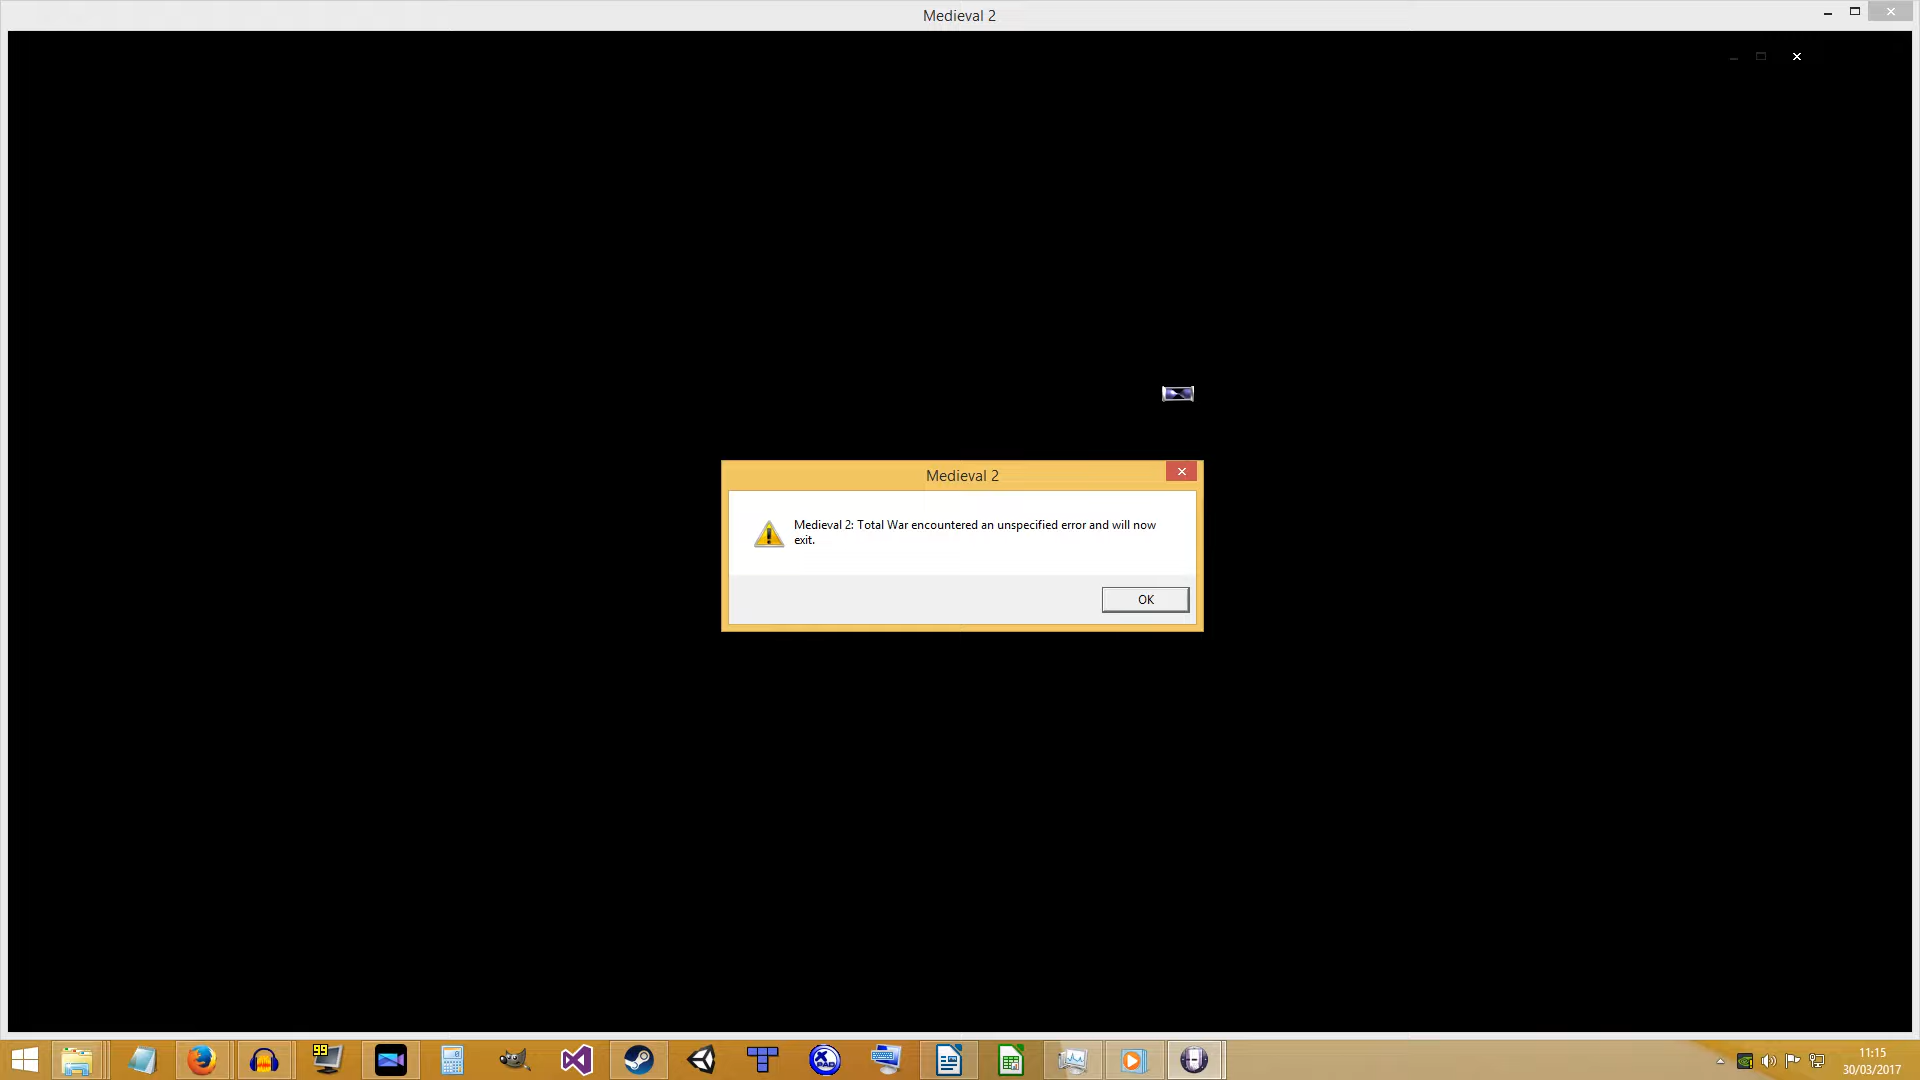 Medieval 2
Medieval 2
Medieval 2: Total War encountered an unspecified error and will now
exit.
OK
99
11:15
30/03/2017